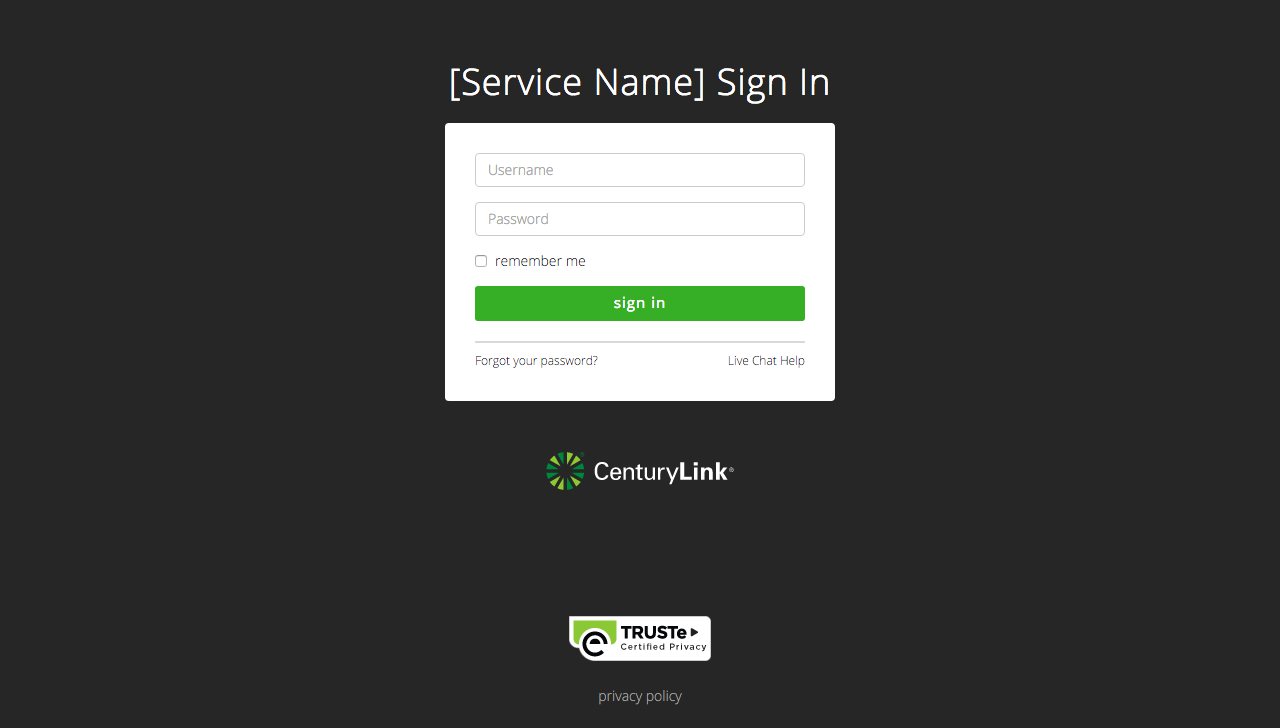 [Service Name] Sign In
Username
Password
remember me
sign in
Forgot your password? Live Chat Help
CenturyLink®
TRUSTe
Certified Privacy
privacy policy